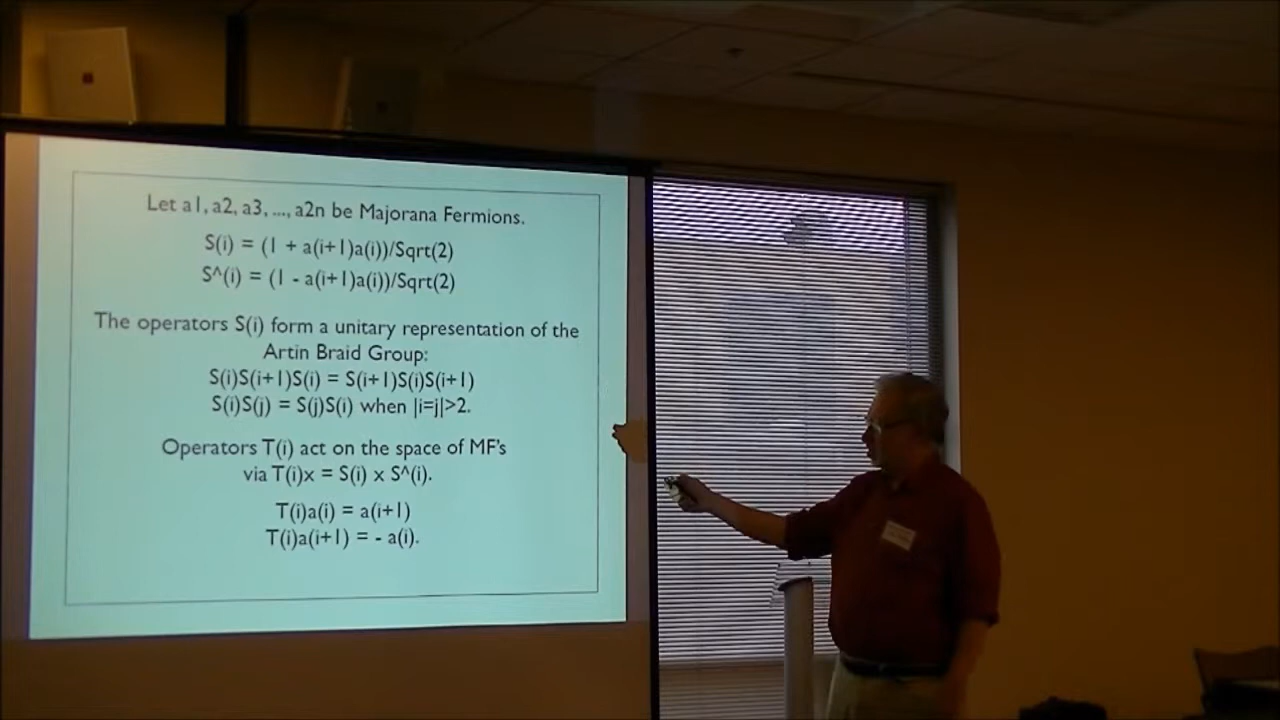 Let a1, a2, a3, ..., a2n be Majorana Fermions.
S(i) = (1 + a(i+1)a(i))/Sqrt(2)
S^(i) = (1 - a(i+1)a(i))/Sqrt(2)
The operators S(i) form a unitary representation of the
Artin Braid Group:
S(i)S(i+1)S(i) = S(i+1)S(i)S(i+1)
S(i)S(j) = S(j)S(i) when |i=j|>2.
Operators T(i) act on the space of MF's
via T(i)x = S(i) x S^(i).
T(i)a(i) = a(i+1)
T(i)a(i+1) = - a(i).